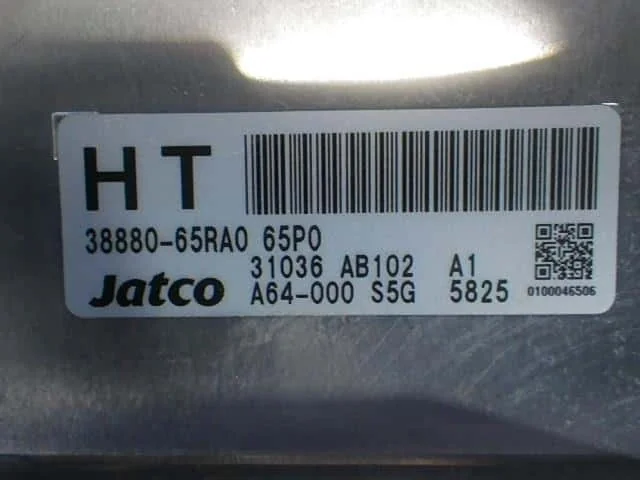 HT
38880-65RA0 65P0
31036 AB102 A1
Jatco A64-000 S5G 5825
0100046506